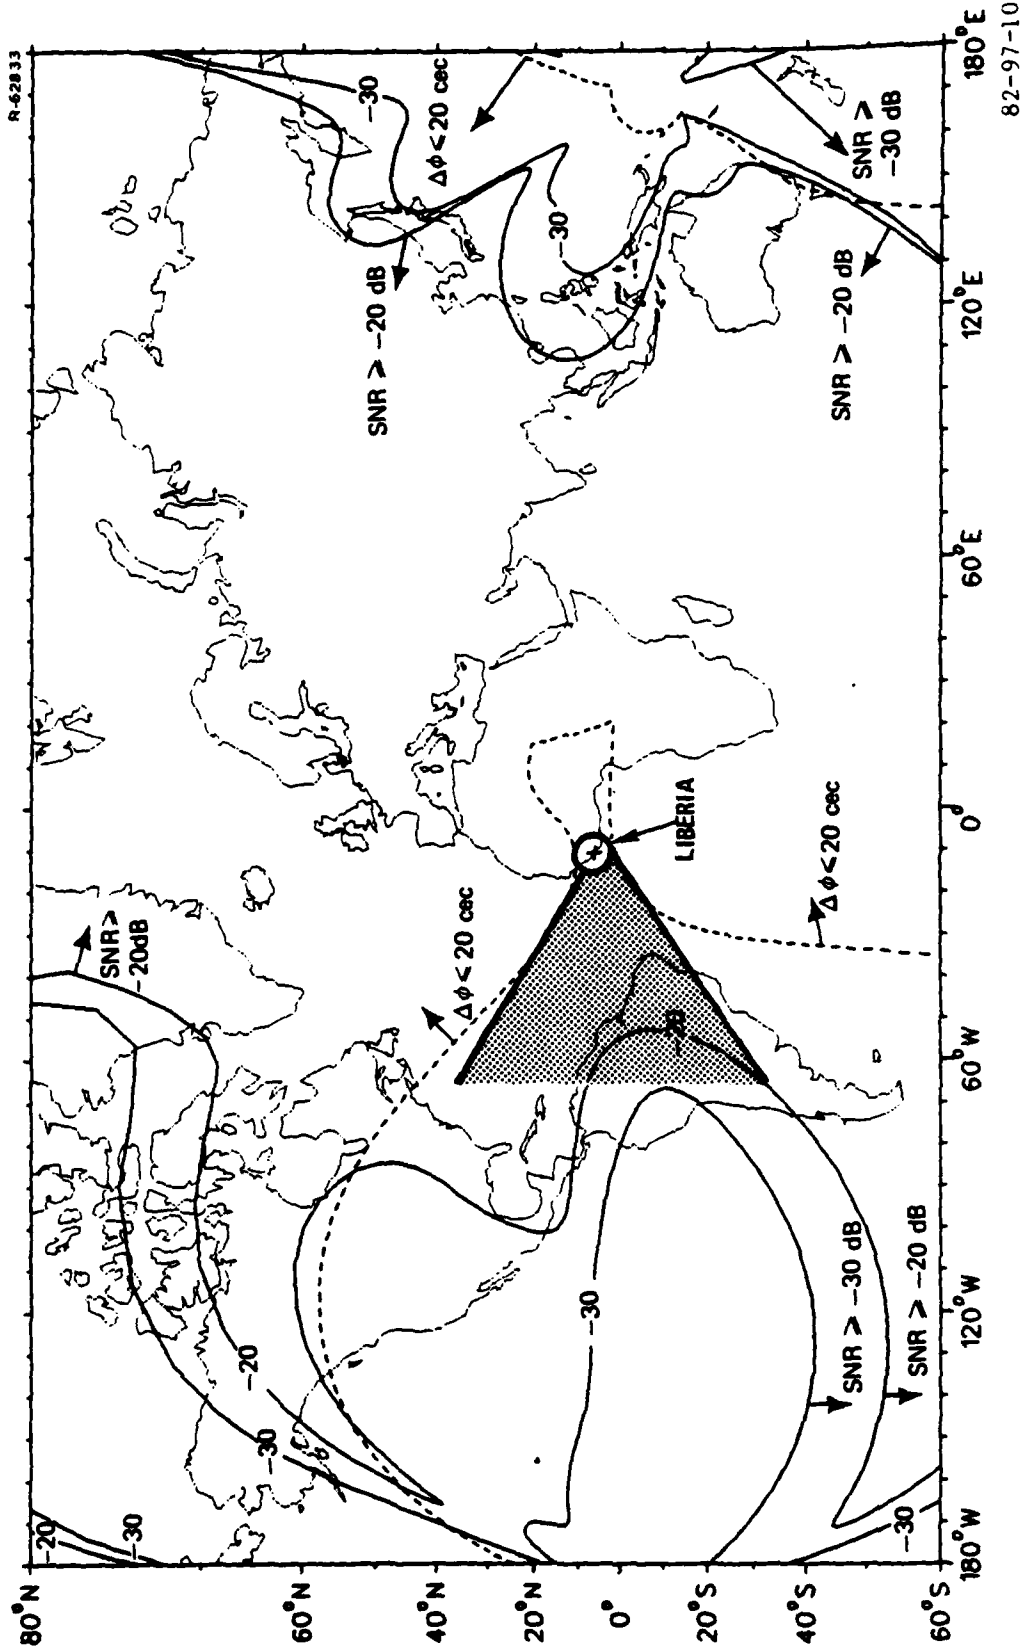 R-62833
80°N
60°N
40°N
20°N
0°
20°S
40°S
60°S
180°W
120°W
60°W
0°
60°E
120°E
180°E
-20
-30
-30
-20
SNR >
-20dB
Δϕ < 20 cec
-30
-20
LIBERIA
Δϕ < 20 cec
SNR > -30 dB
SNR > -20 dB
-30
SNR > -20 dB
-30
Δϕ < 20 cec
-30
SNR > -20 dB
SNR >
-30 dB
82-97-10